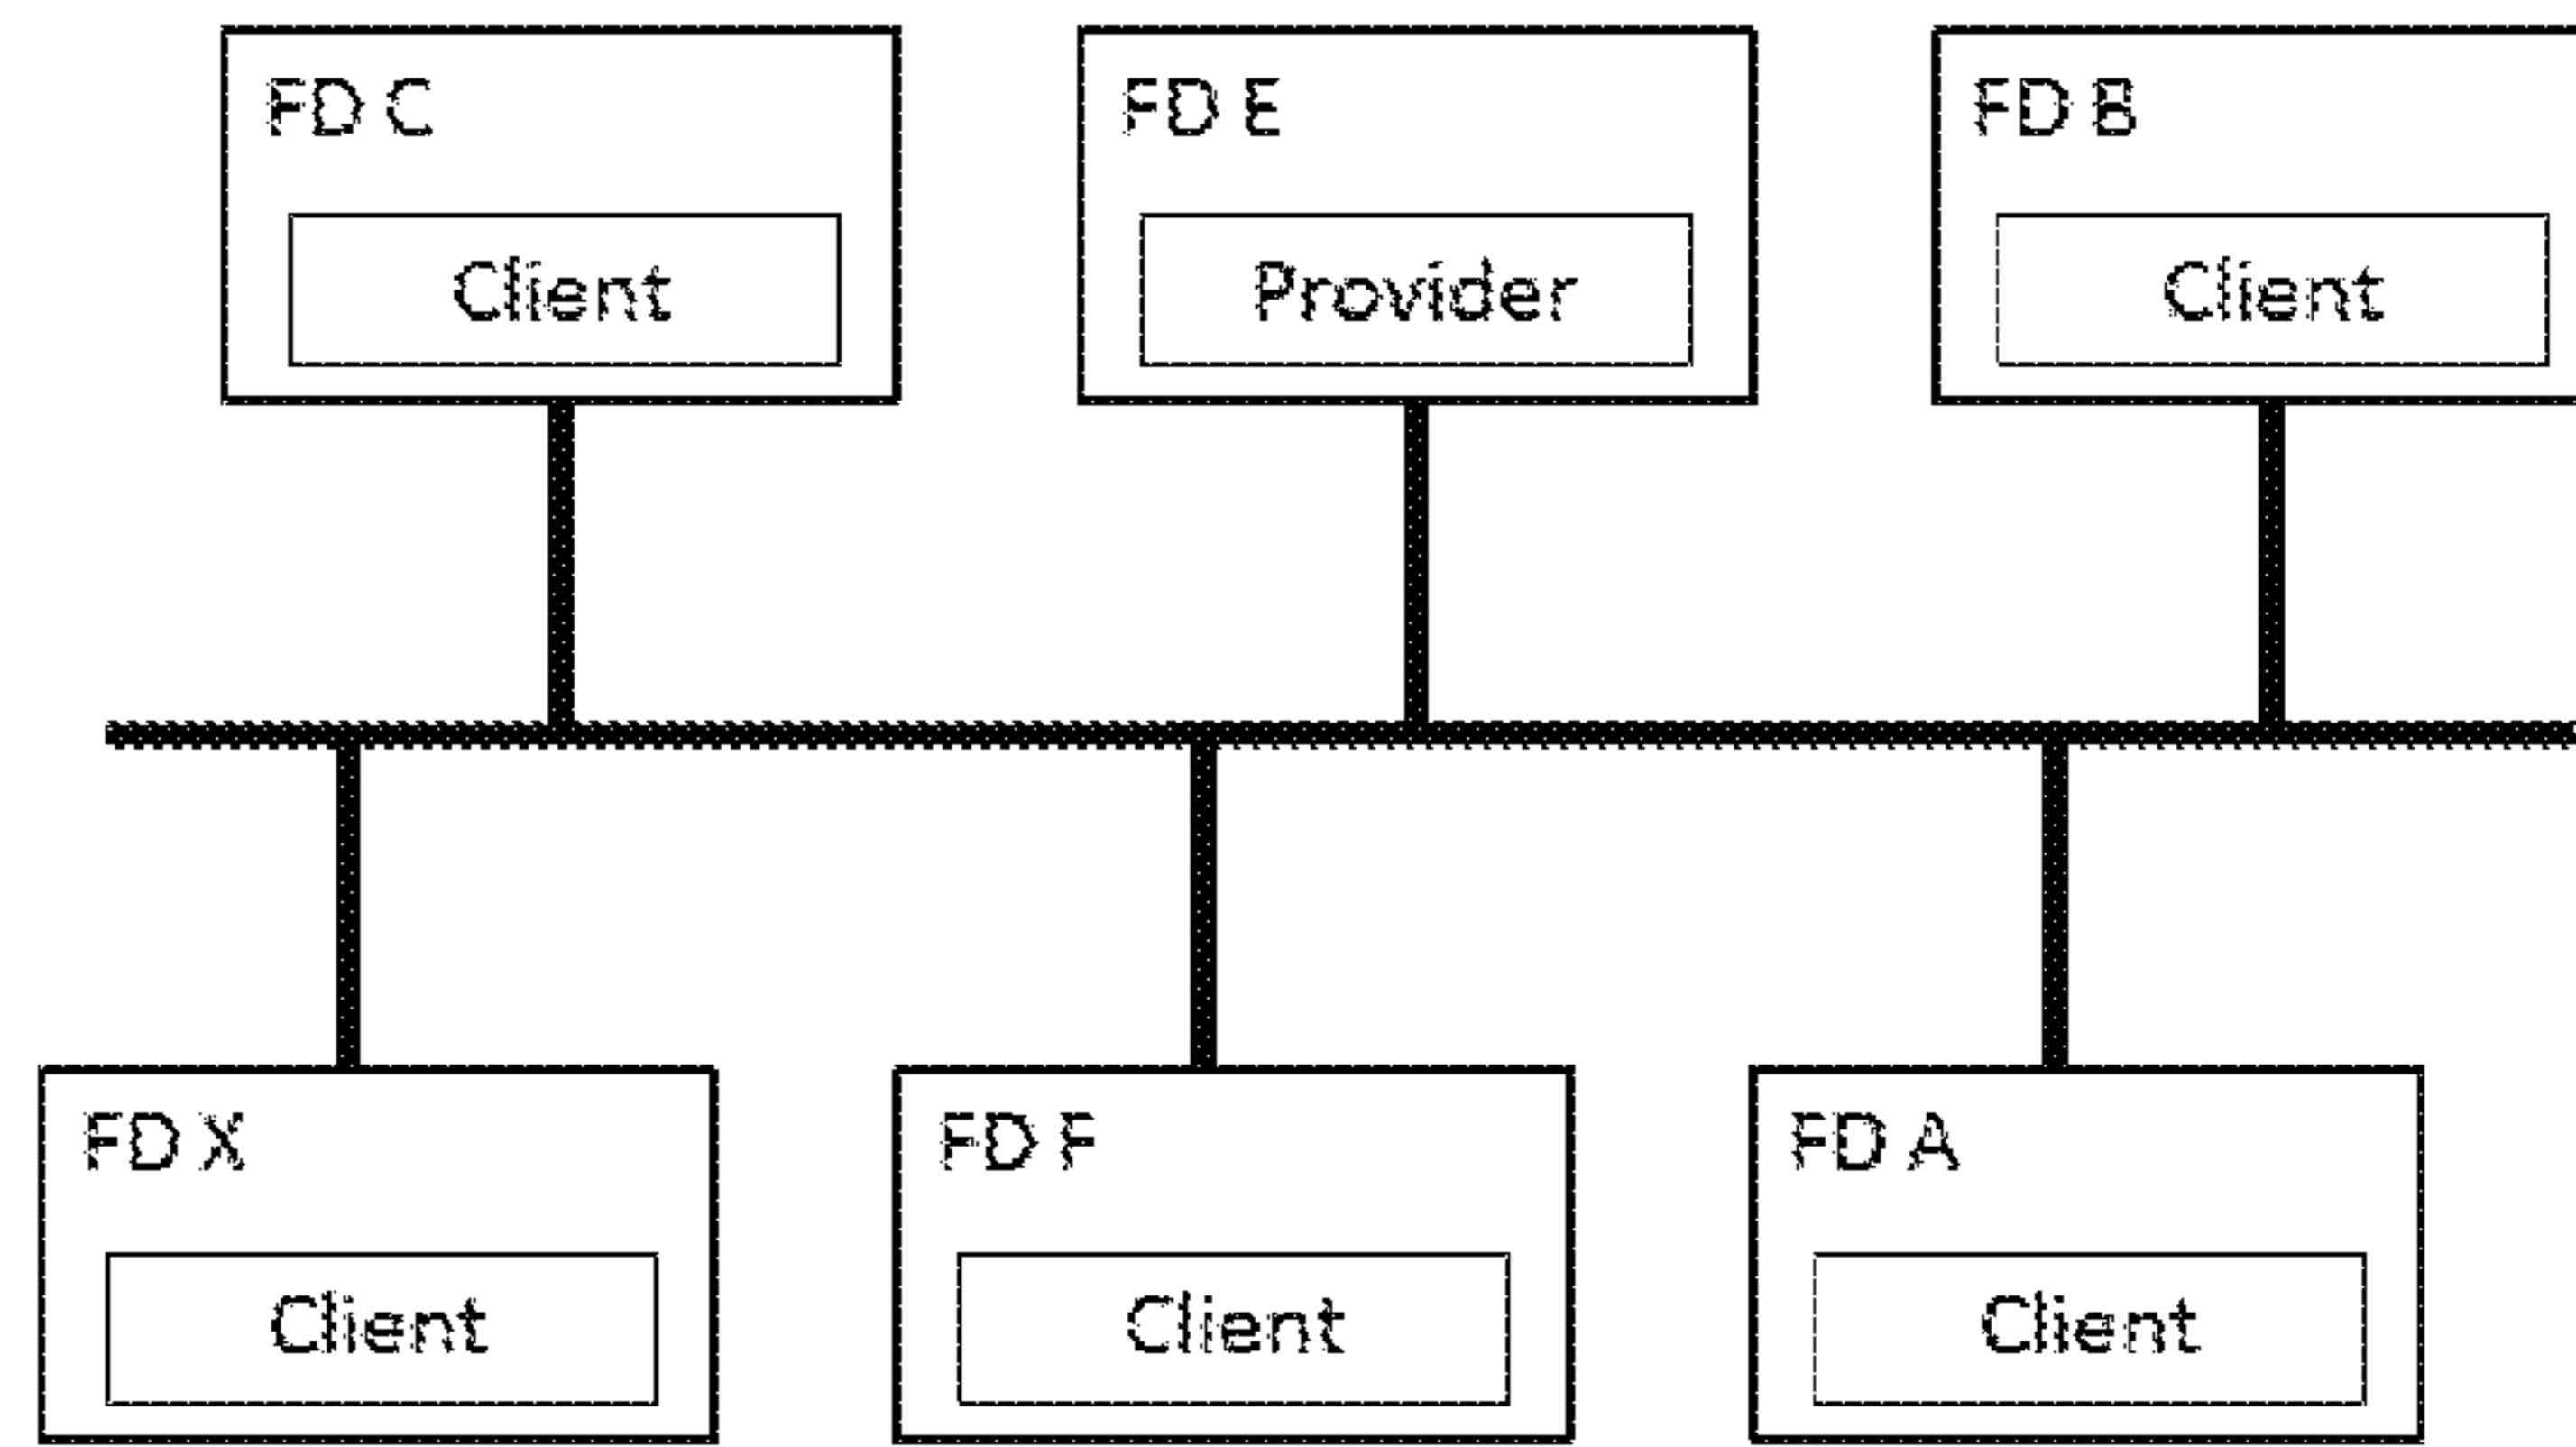 FD C
Client
FD E
Provider
FD B
Client
FD X
Client
FD F
Client
FD A
Client